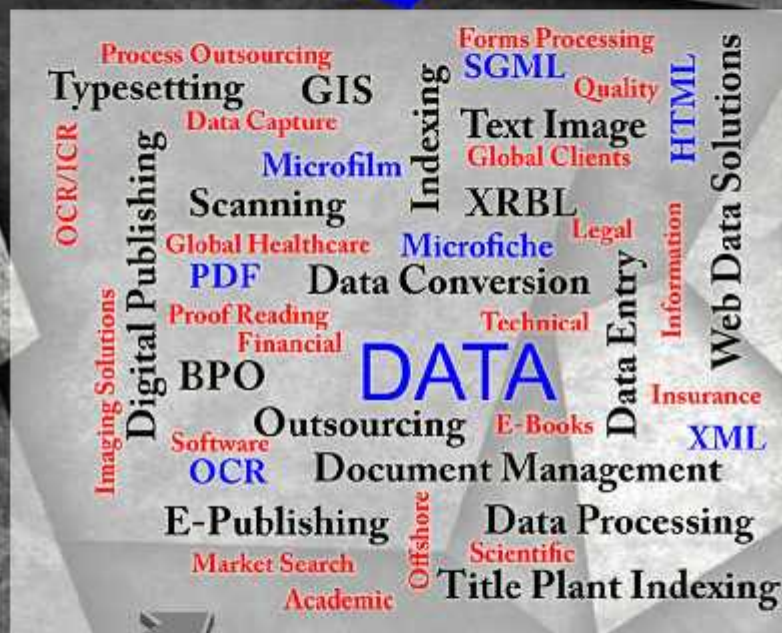 Process Outsourcing
Forms Processing
Typesetting
GIS
SGML
Quality
Data Capture
Indexing
Text Image
HTML
Web Data Solutions
OCR/ICR
Microfilm
Global Clients
Digital Publishing
Scanning
XRBL
Legal
Global Healthcare
Microfiche
Information
PDF
Data Conversion
Data Entry
Proof Reading
Technical
Imaging Solutions
Financial
DATA
BPO
Insurance
Outsourcing
E-Books
XML
Software
OCR
Document Management
E-Publishing
Offshore
Data Processing
Market Search
Scientific
Academic
Title Plant Indexing